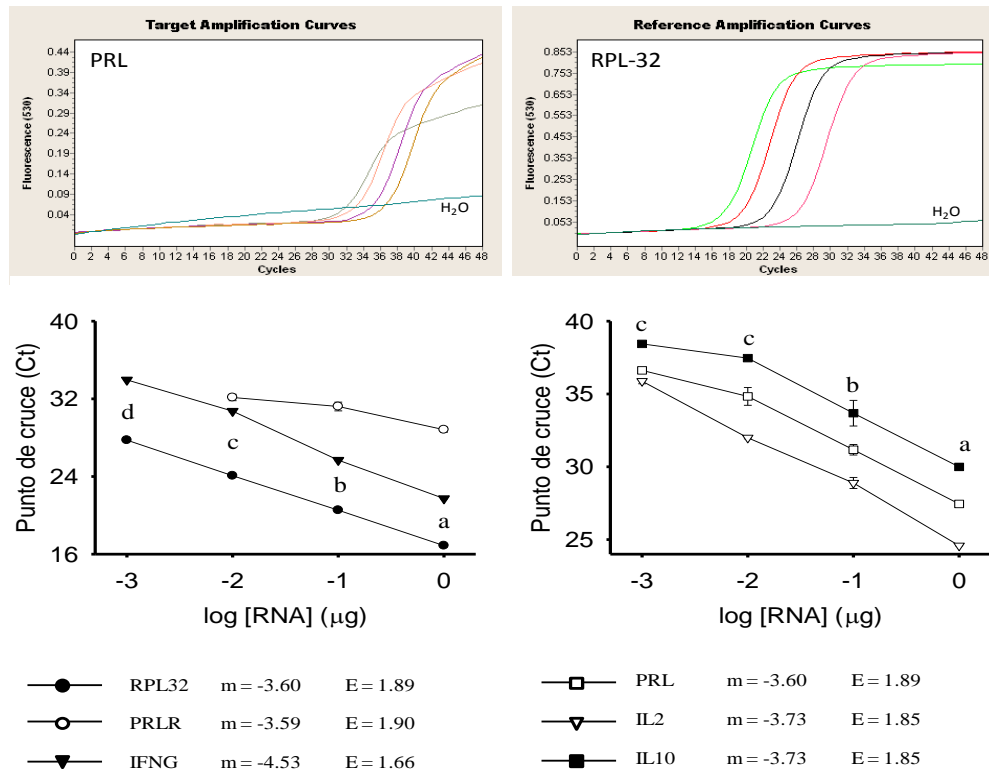 Target Amplification Curves
PRL
Fluorescence (530)
0.44
0.39
0.34
0.29
0.24
0.19
0.14
0.09
0.04
H2O
0 2 4 6 8 10 12 14 16 18 20 22 24 26 28 30 32 34 36 38 40 42 44 46 48
Cycles
Reference Amplification Curves
RPL-32
Fluorescence (530)
0.853
0.753
0.653
0.553
0.453
0.353
0.253
0.153
0.053
H2O
0 2 4 6 8 10 12 14 16 18 20 22 24 26 28 30 32 34 36 38 40 42 44 46 48
Cycles
Punto de cruce (Ct)
40
32
24
16
d
c
b
a
-3 -2 -1 0
log [RNA] (μg)
Punto de cruce (Ct)
40
35
30
25
c
c
b
a
-3 -2 -1 0
log [RNA] (μg)
RPL32 m = -3.60 E = 1.89
PRLR m = -3.59 E = 1.90
IFNG m = -4.53 E = 1.66
PRL m = -3.60 E = 1.89
IL2 m = -3.73 E = 1.85
IL10 m = -3.73 E = 1.85